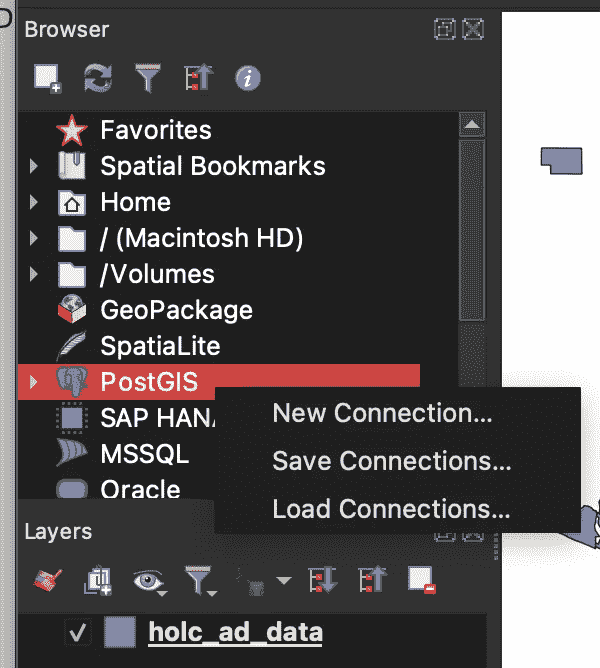 Browser
Favorites
Spatial Bookmarks
Home
/ (Macintosh HD)
/Volumes
GeoPackage
SpatiaLite
PostGIS
SAP HAN
New Connection...
MSSQL
Save Connections...
Oracle
Load Connections...
Layers
holc_ad_data